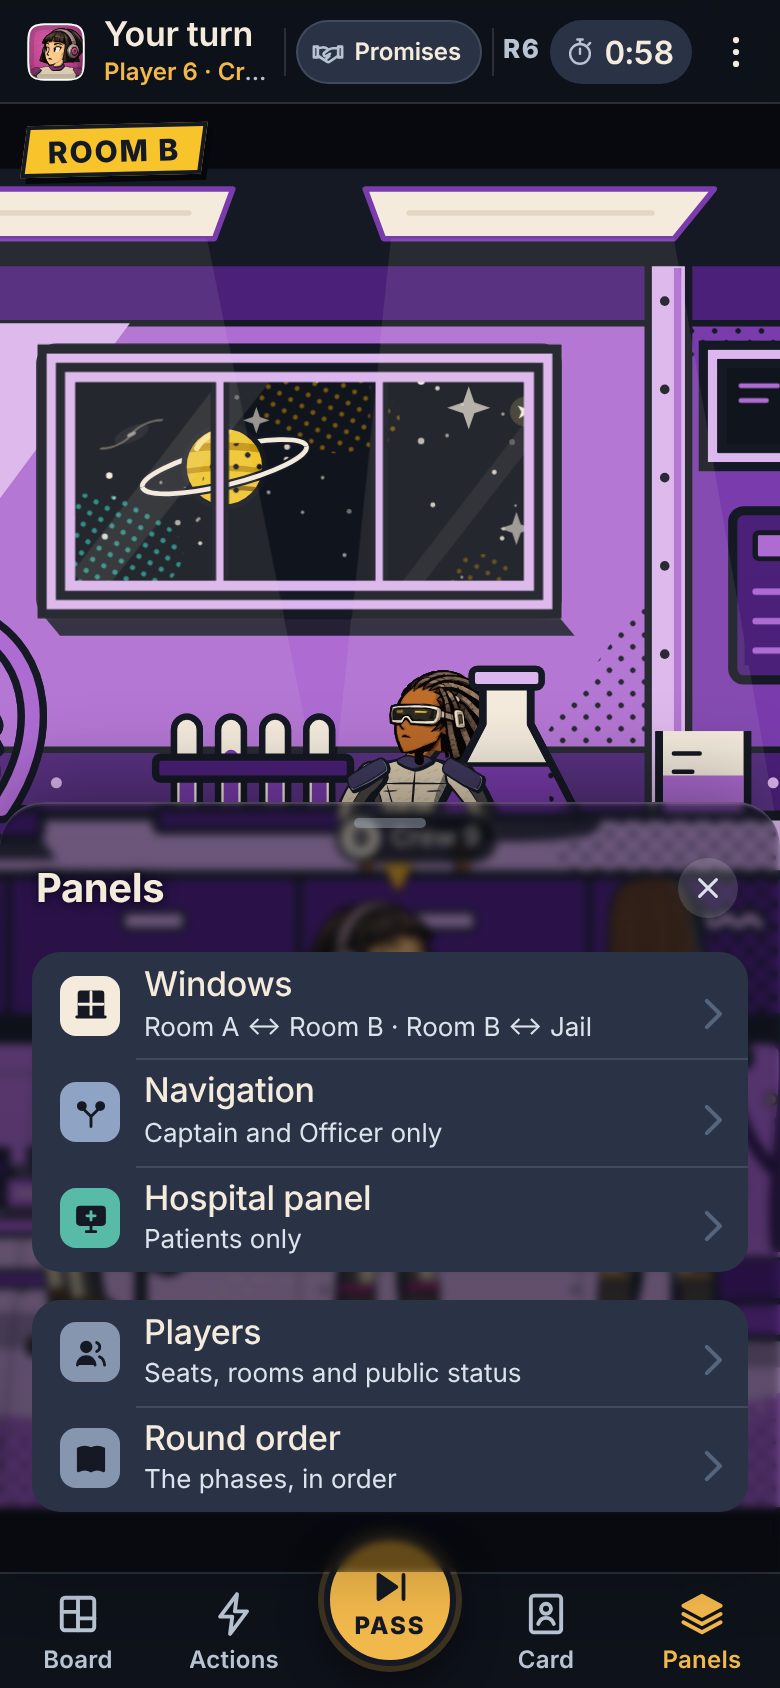 Your turn
Player 6 · Cr...
Promises
R6
0:58
ROOM B
Panels
Windows
Room A ↔ Room B · Room B ↔ Jail
Navigation
Captain and Officer only
Hospital panel
Patients only
Players
Seats, rooms and public status
Round order
The phases, in order
Board
Actions
PASS
Card
Panels